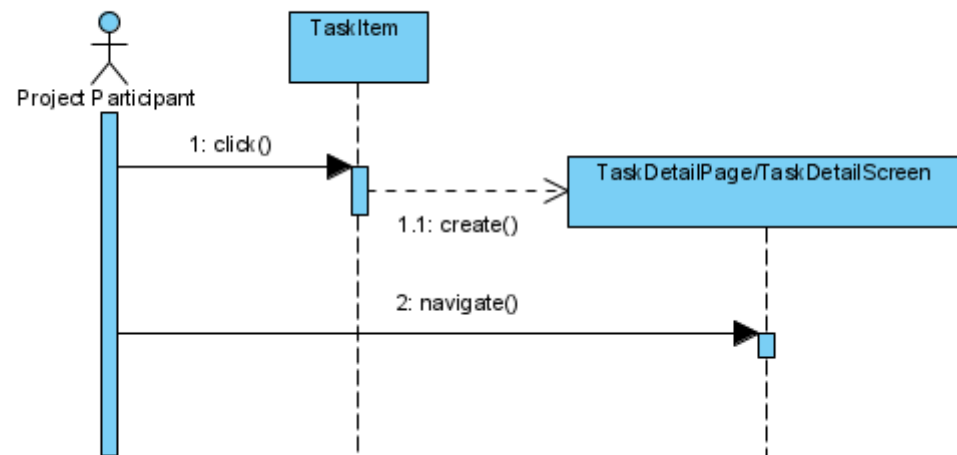 TaskItem
Project Participant
1: click()
TaskDetailPage/TaskDetailScreen
1.1: create()
2: navigate()